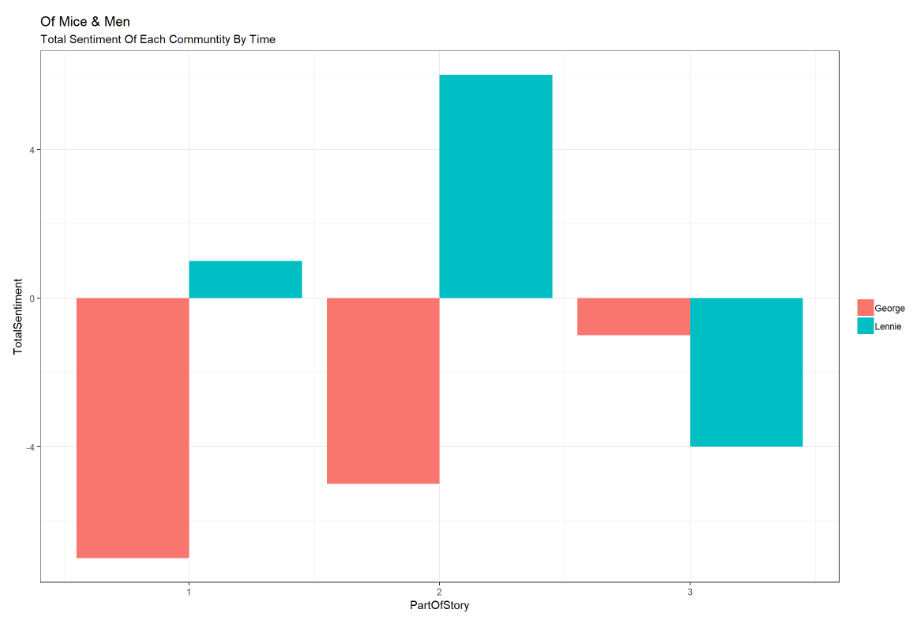 Of Mice & Men
Total Sentiment Of Each Communtity By Time
4
0
-4
TotalSentiment
1
2
3
PartOfStory
George
Lennie